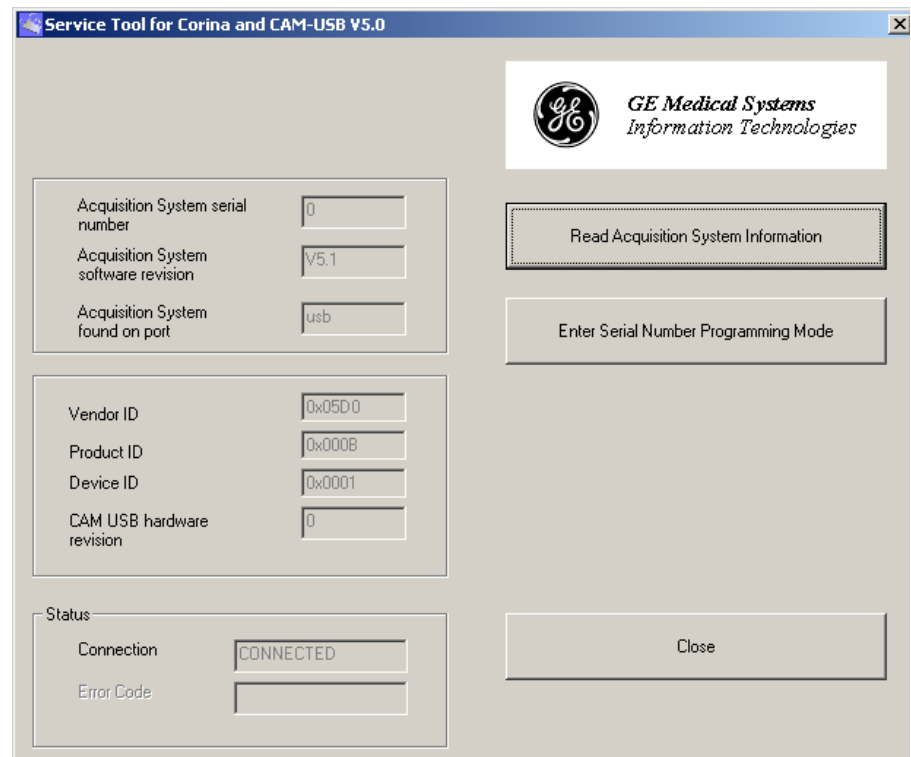 Service Tool for Corina and CAM-USB V5.0
GE Medical Systems
Information Technologies
Acquisition System serial
number
0
Acquisition System
software revision
V5.1
Acquisition System
found on port
usb
Read Acquisition System Information
Enter Serial Number Programming Mode
Vendor ID
0x05D0
Product ID
0x000B
Device ID
0x0001
CAM USB hardware
revision
0
Status
Connection
CONNECTED
Error Code
Close